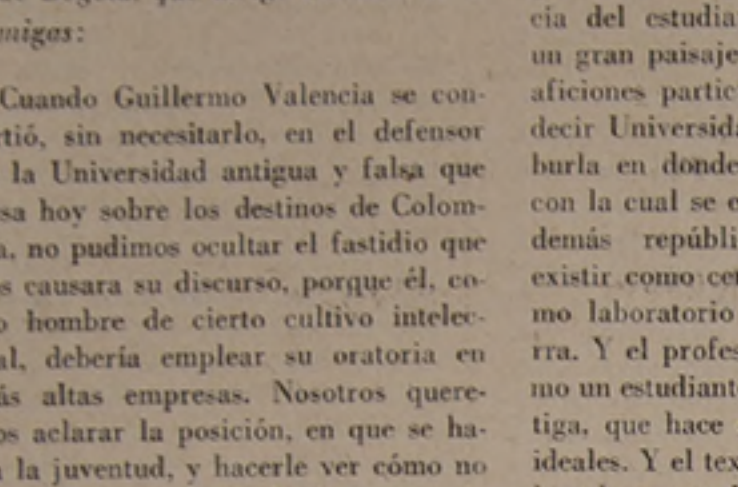 migas:
Cuando Guillermo Valencia se con-
rtió, sin necesitarlo, en el defensor
la Universidad antigua y falsa que
sa hoy sobre los destinos de Colom-
a, no pudimos ocultar el fastidio que
s causara su discurso, porque él, co-
o hombre de cierto cultivo intelec-
al, debería emplear su oratoria en
ás altas empresas. Nosotros quere-
os aclarar la posición, en que se ha-
a la juventud, y hacerle ver cómo no
cia del estudia
un gran paisaje
aficiones partic
decir Universida
burla en donde
con la cual se e
demás repúbli
existir como cen
mo laboratorio
rra. Y el profes
mo un estudiant
tiga, que hace
ideales. Y el tex